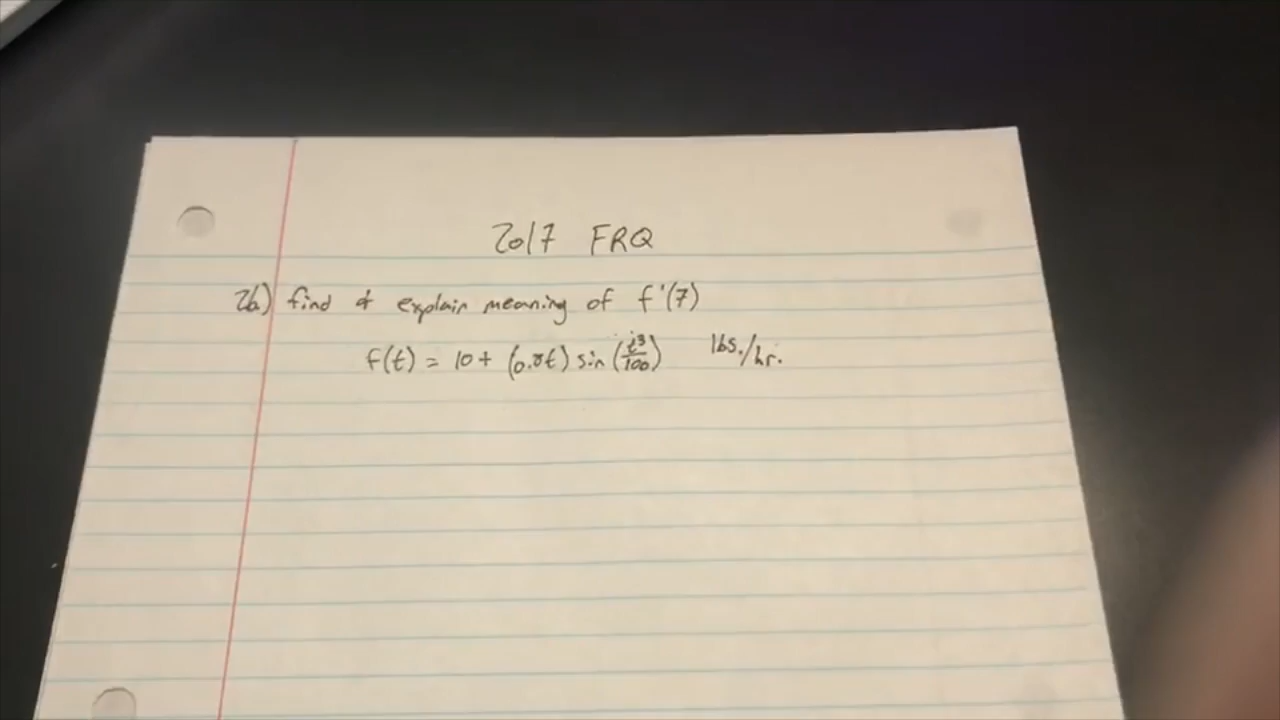 2017 FRQ
2b.) find & explain meaning of f'(7)
f(t) = 10 + (0.8t) sin (t³/100) lbs./hr.